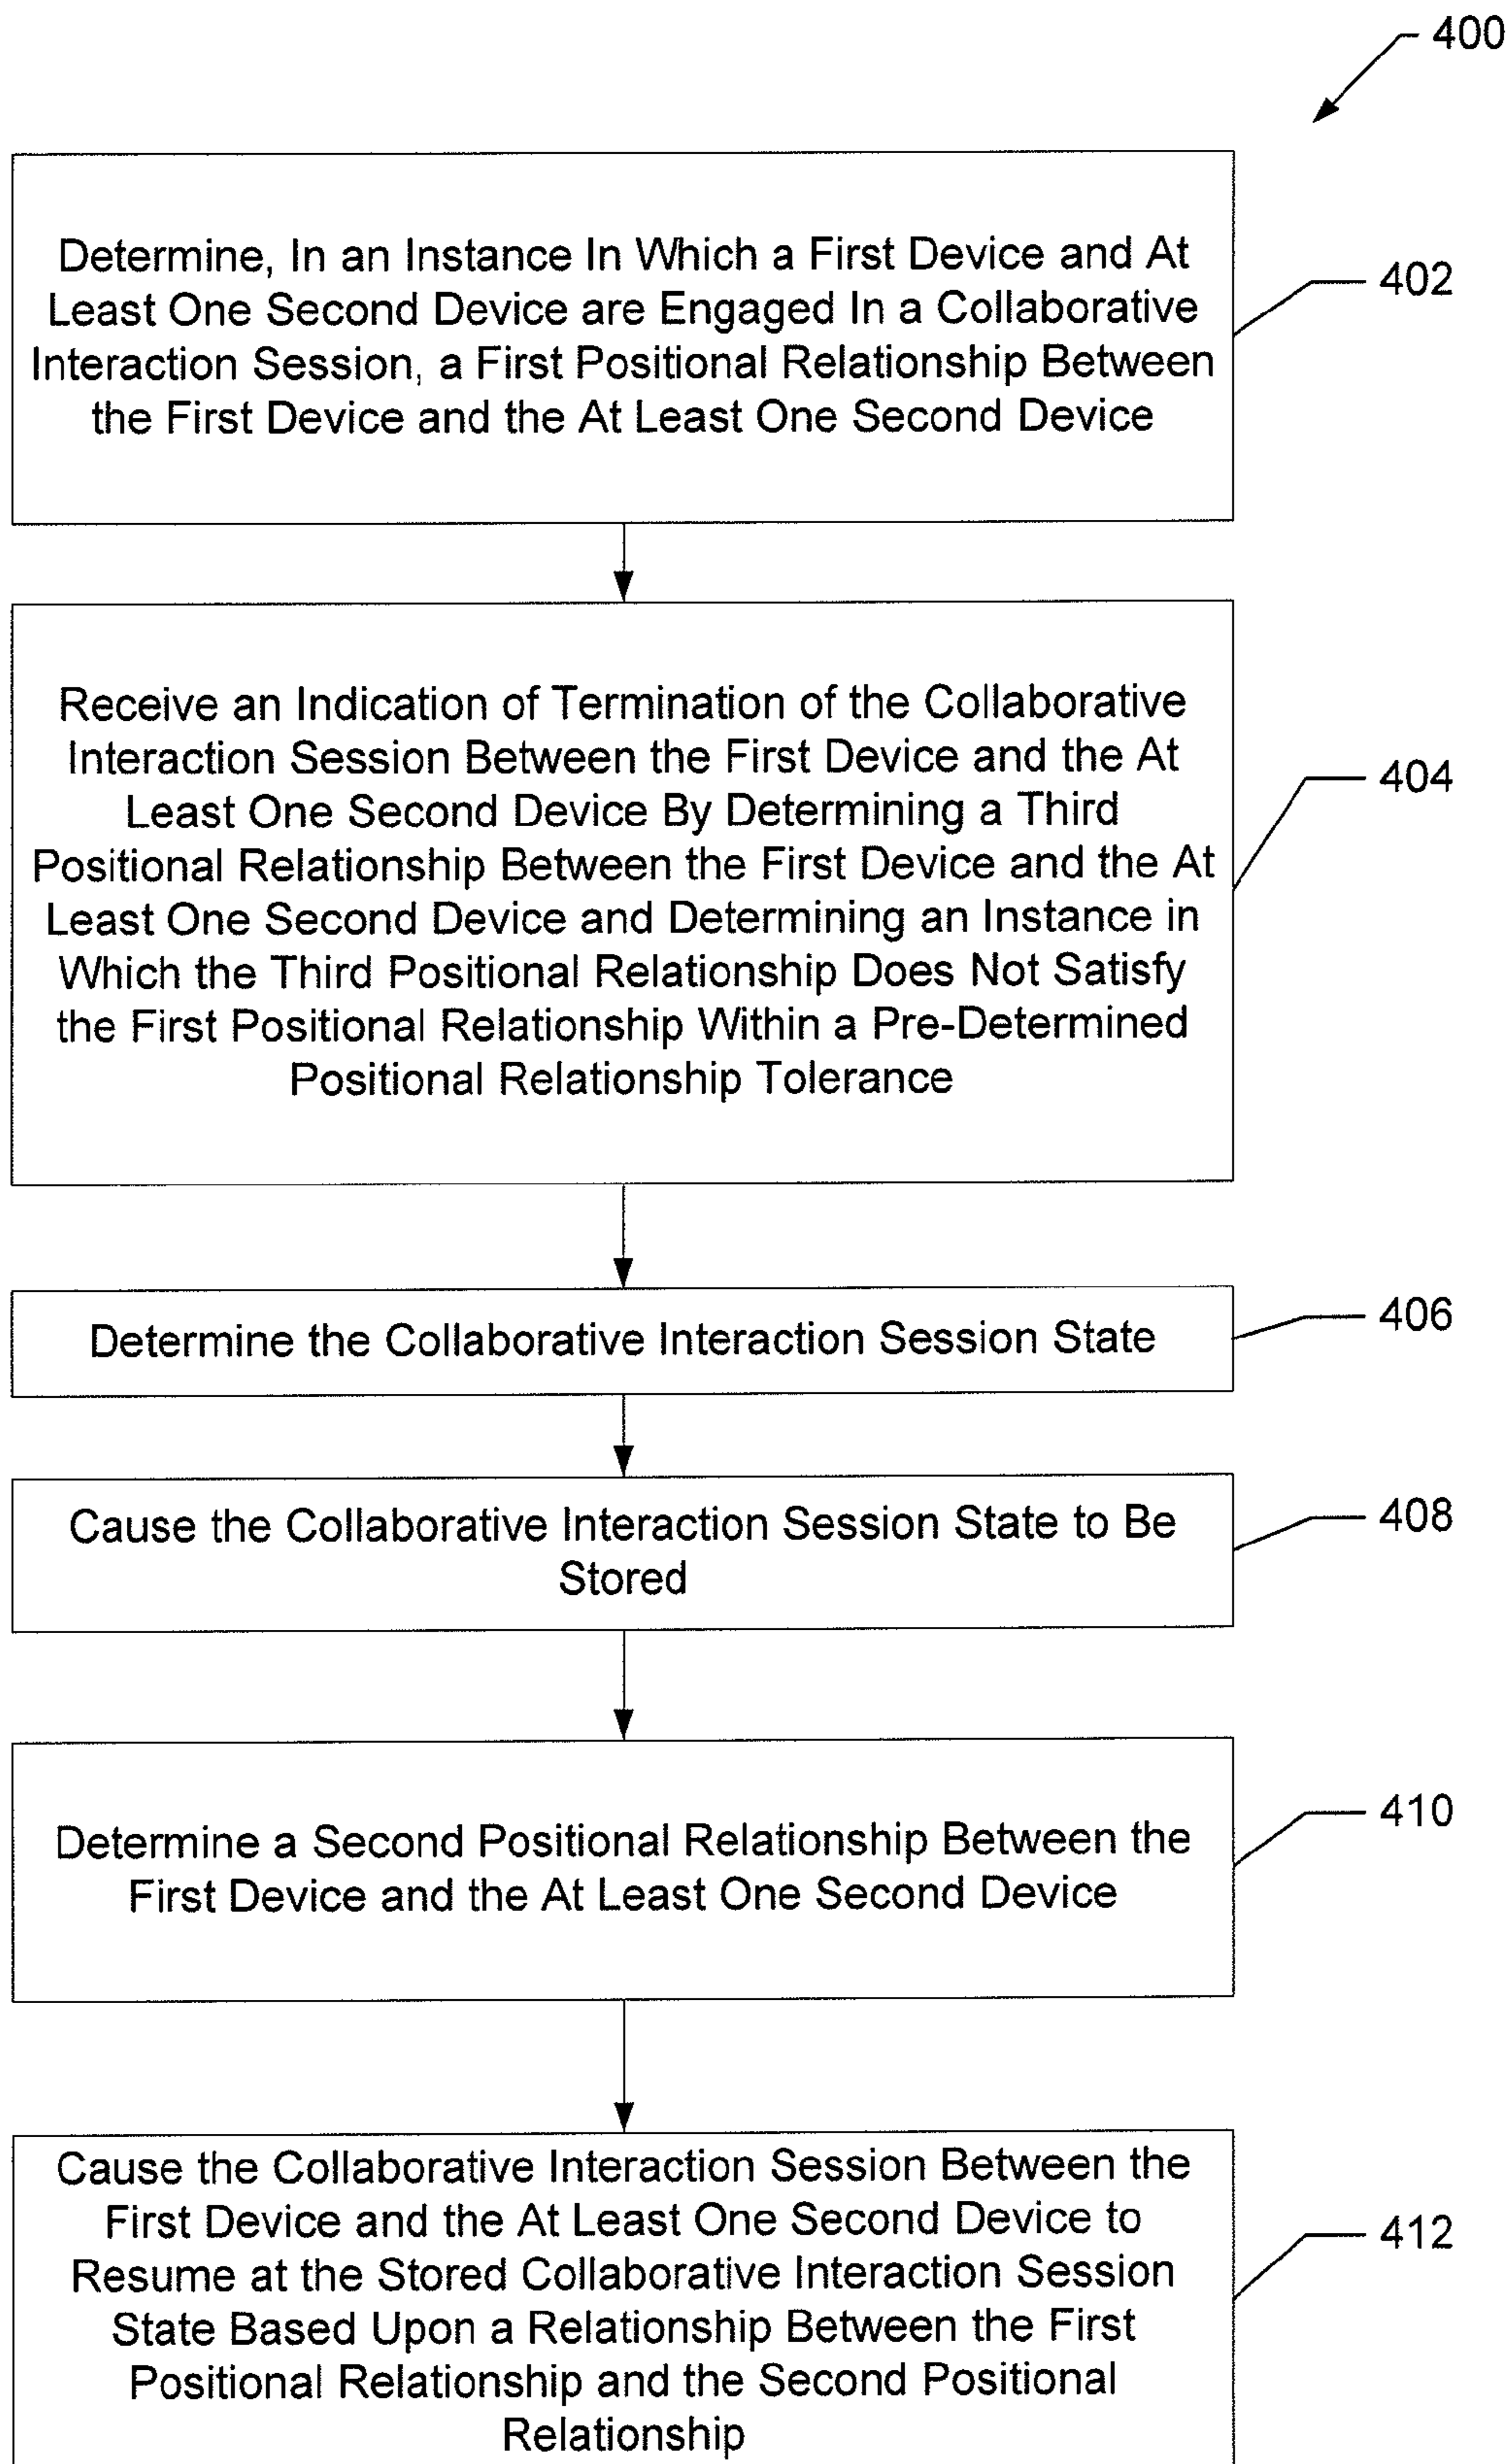 400
Determine, In an Instance In Which a First Device and At
Least One Second Device are Engaged In a Collaborative
Interaction Session, a First Positional Relationship Between
the First Device and the At Least One Second Device
402
Receive an Indication of Termination of the Collaborative
Interaction Session Between the First Device and the At
Least One Second Device By Determining a Third
Positional Relationship Between the First Device and the At
Least One Second Device and Determining an Instance in
Which the Third Positional Relationship Does Not Satisfy
the First Positional Relationship Within a Pre-Determined
Positional Relationship Tolerance
404
Determine the Collaborative Interaction Session State
406
Cause the Collaborative Interaction Session State to Be
Stored
408
Determine a Second Positional Relationship Between the
First Device and the At Least One Second Device
410
Cause the Collaborative Interaction Session Between the
First Device and the At Least One Second Device to
Resume at the Stored Collaborative Interaction Session
State Based Upon a Relationship Between the First
Positional Relationship and the Second Positional
Relationship
412